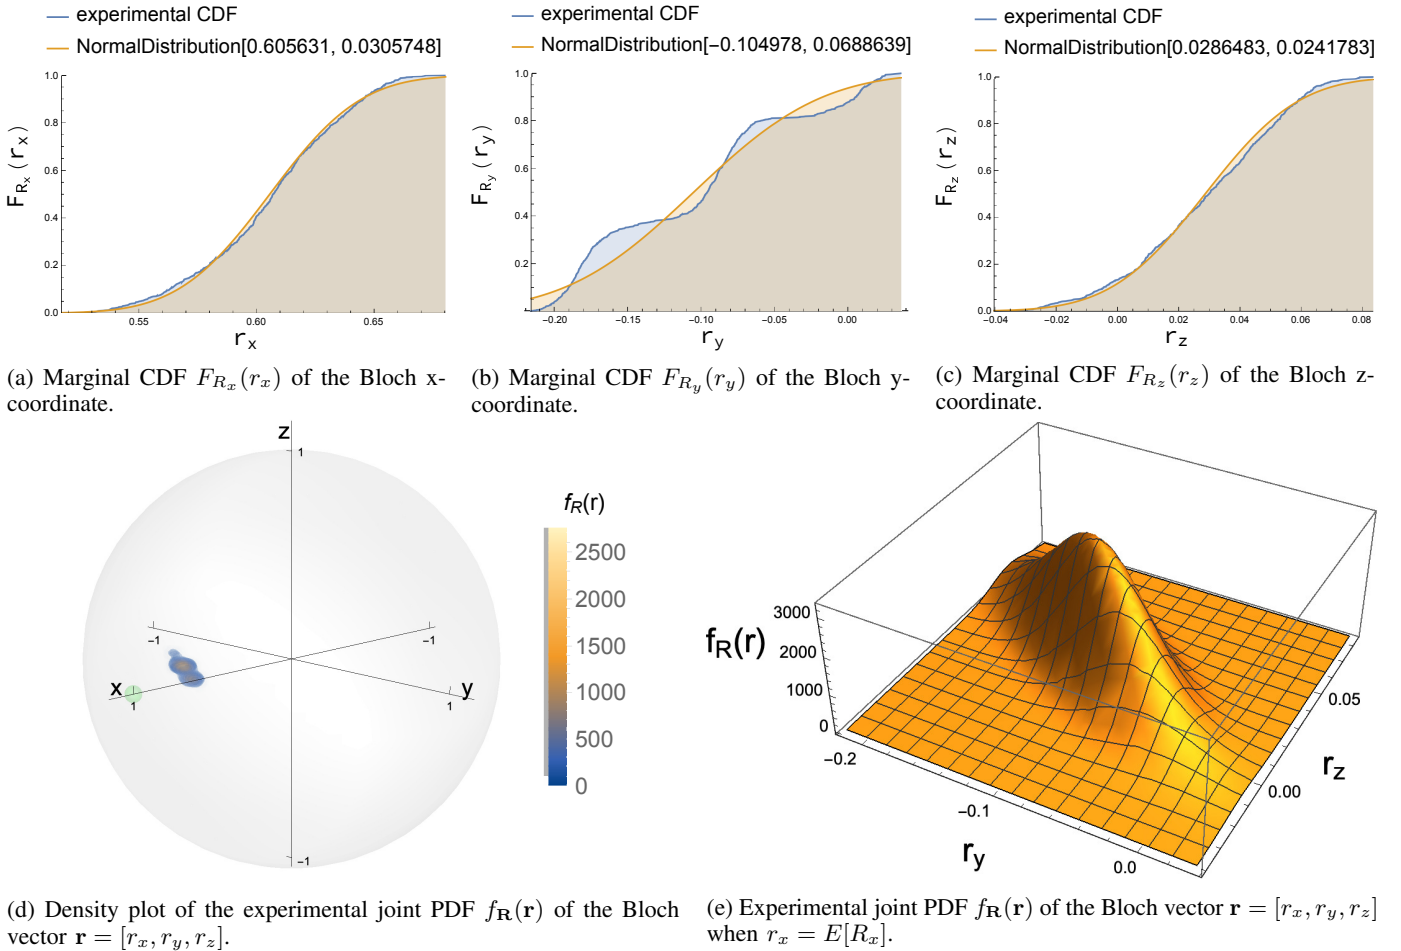 experimental CDF
NormalDistribution[0.605631, 0.0305748]
1.0
0.8
0.6
0.4
0.2
0.0
0.55
0.60
0.65
F_{R_x}(r_x)
r_x
(a) Marginal CDF F_{R_x}(r_x) of the Bloch x-
coordinate.
experimental CDF
NormalDistribution[−0.104978, 0.0688639]
1.0
0.8
0.6
0.4
0.2
−0.20
−0.15
−0.10
−0.05
0.00
F_{R_y}(r_y)
r_y
(b) Marginal CDF F_{R_y}(r_y) of the Bloch y-
coordinate.
experimental CDF
NormalDistribution[0.0286483, 0.0241783]
1.0
0.8
0.6
0.4
0.2
0.0
−0.04
−0.02
0.00
0.02
0.04
0.06
0.08
F_{R_z}(r_z)
r_z
(c) Marginal CDF F_{R_z}(r_z) of the Bloch z-
coordinate.
z
1
−1
−1
x
1
y
1
−1
f_R(r)
2500
2000
1500
1000
500
0
(d) Density plot of the experimental joint PDF f_R(r) of the Bloch
vector r = [r_x, r_y, r_z].
f_R(r)
3000
2000
1000
0
−0.2
−0.1
0.0
r_y
0.05
0.00
r_z
(e) Experimental joint PDF f_R(r) of the Bloch vector r = [r_x, r_y, r_z]
when r_x = E[R_x].